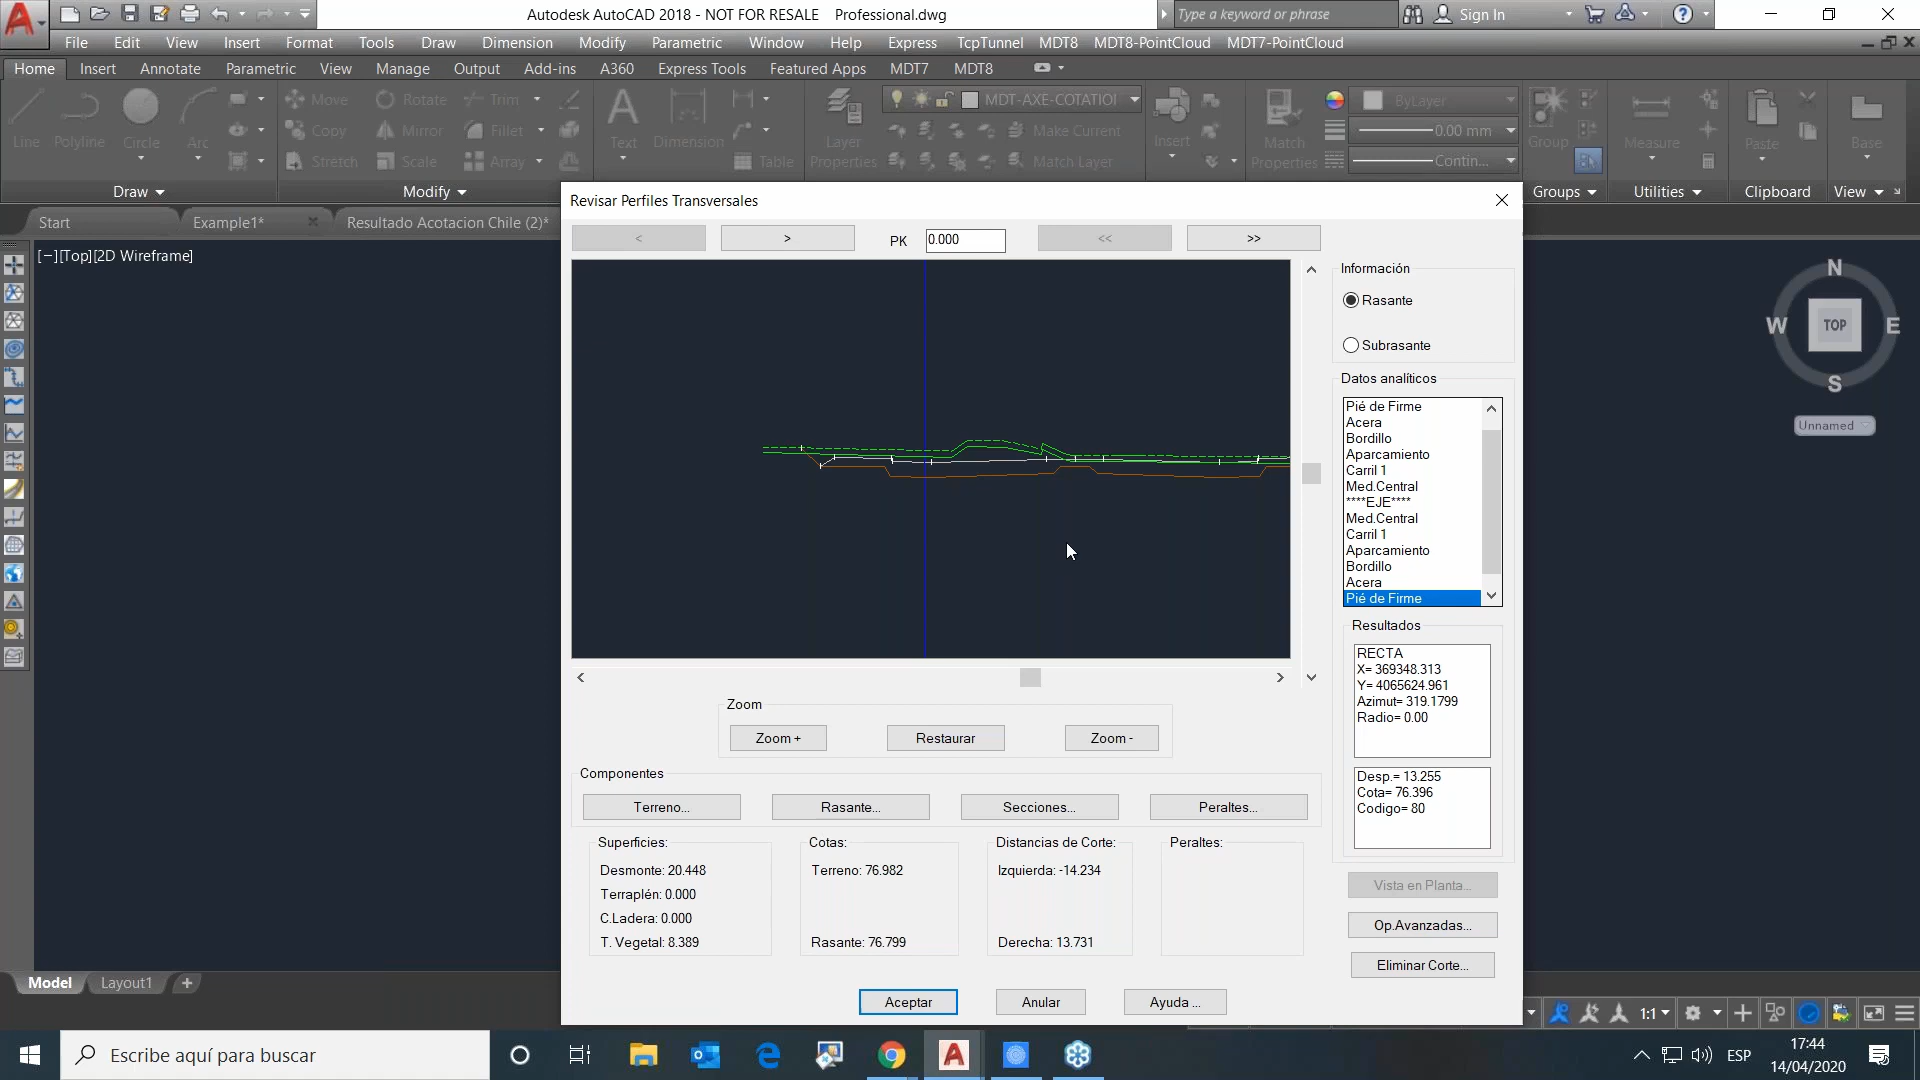 Autodesk AutoCAD 2018 - NOT FOR RESALE Professional.dwg
Type a keyword or phrase
Sign In
File Edit View Insert Format Tools Draw Dimension Modify Parametric Window Help Express TcpTunnel MDT8 MDT8-PointCloud MDT7-PointCloud
Home Insert Annotate Parametric View Manage Output Add-ins A360 Express Tools Featured Apps MDT7 MDT8
Move Rotate Trim MDT-AXE-COTATIOI ByLayer
Copy Mirror Fillet Make Current 0.00 mm
Line Polyline Circle Arc Text Dimension Layer Properties Insert Match Properties Group Measure Paste Base
Stretch Scale Array Table Match Layer Contin...
Draw Modify Groups Utilities Clipboard View
Start Example1* Resultado Acotacion Chile (2)*
[−][Top][2D Wireframe]
N
W TOP E
S
Unnamed
Revisar Perfiles Transversales
< > PK 0.000 << >>
Información
Rasante
Subrasante
Datos analíticos
Pié de Firme
Acera
Bordillo
Aparcamiento
Carril 1
Med.Central
****EJE****
Med.Central
Carril 1
Aparcamiento
Bordillo
Acera
Pié de Firme
Resultados
RECTA
X= 369348.313
Y= 4065624.961
Azimut= 319.1799
Radio= 0.00
Desp.= 13.255
Cota= 76.396
Codigo= 80
Zoom
Zoom + Restaurar Zoom -
Componentes
Terreno... Rasante... Secciones... Peraltes...
Superficies: Cotas: Distancias de Corte: Peraltes:
Desmonte: 20.448 Terreno: 76.982 Izquierda: -14.234
Terraplén: 0.000
C.Ladera: 0.000
T. Vegetal: 8.389 Rasante: 76.799 Derecha: 13.731
Vista en Planta...
Op.Avanzadas...
Eliminar Corte...
Aceptar Anular Ayuda ...
Model Layout1 +
1:1
Escribe aquí para buscar
ESP
17:44
14/04/2020